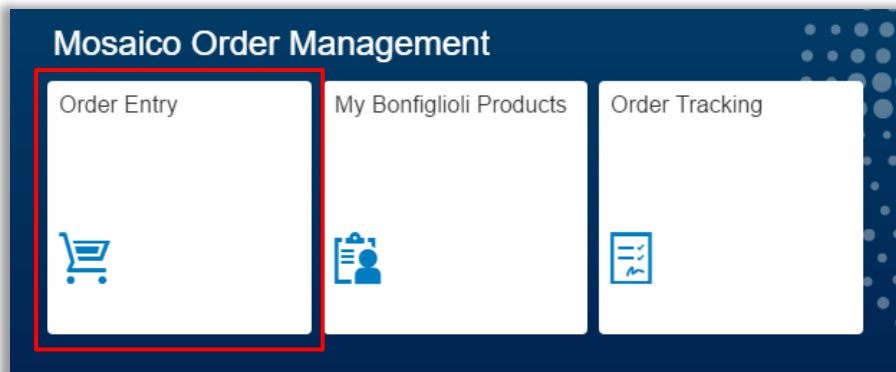 Mosaico Order Management
Order Entry
My Bonfiglioli Products
Order Tracking